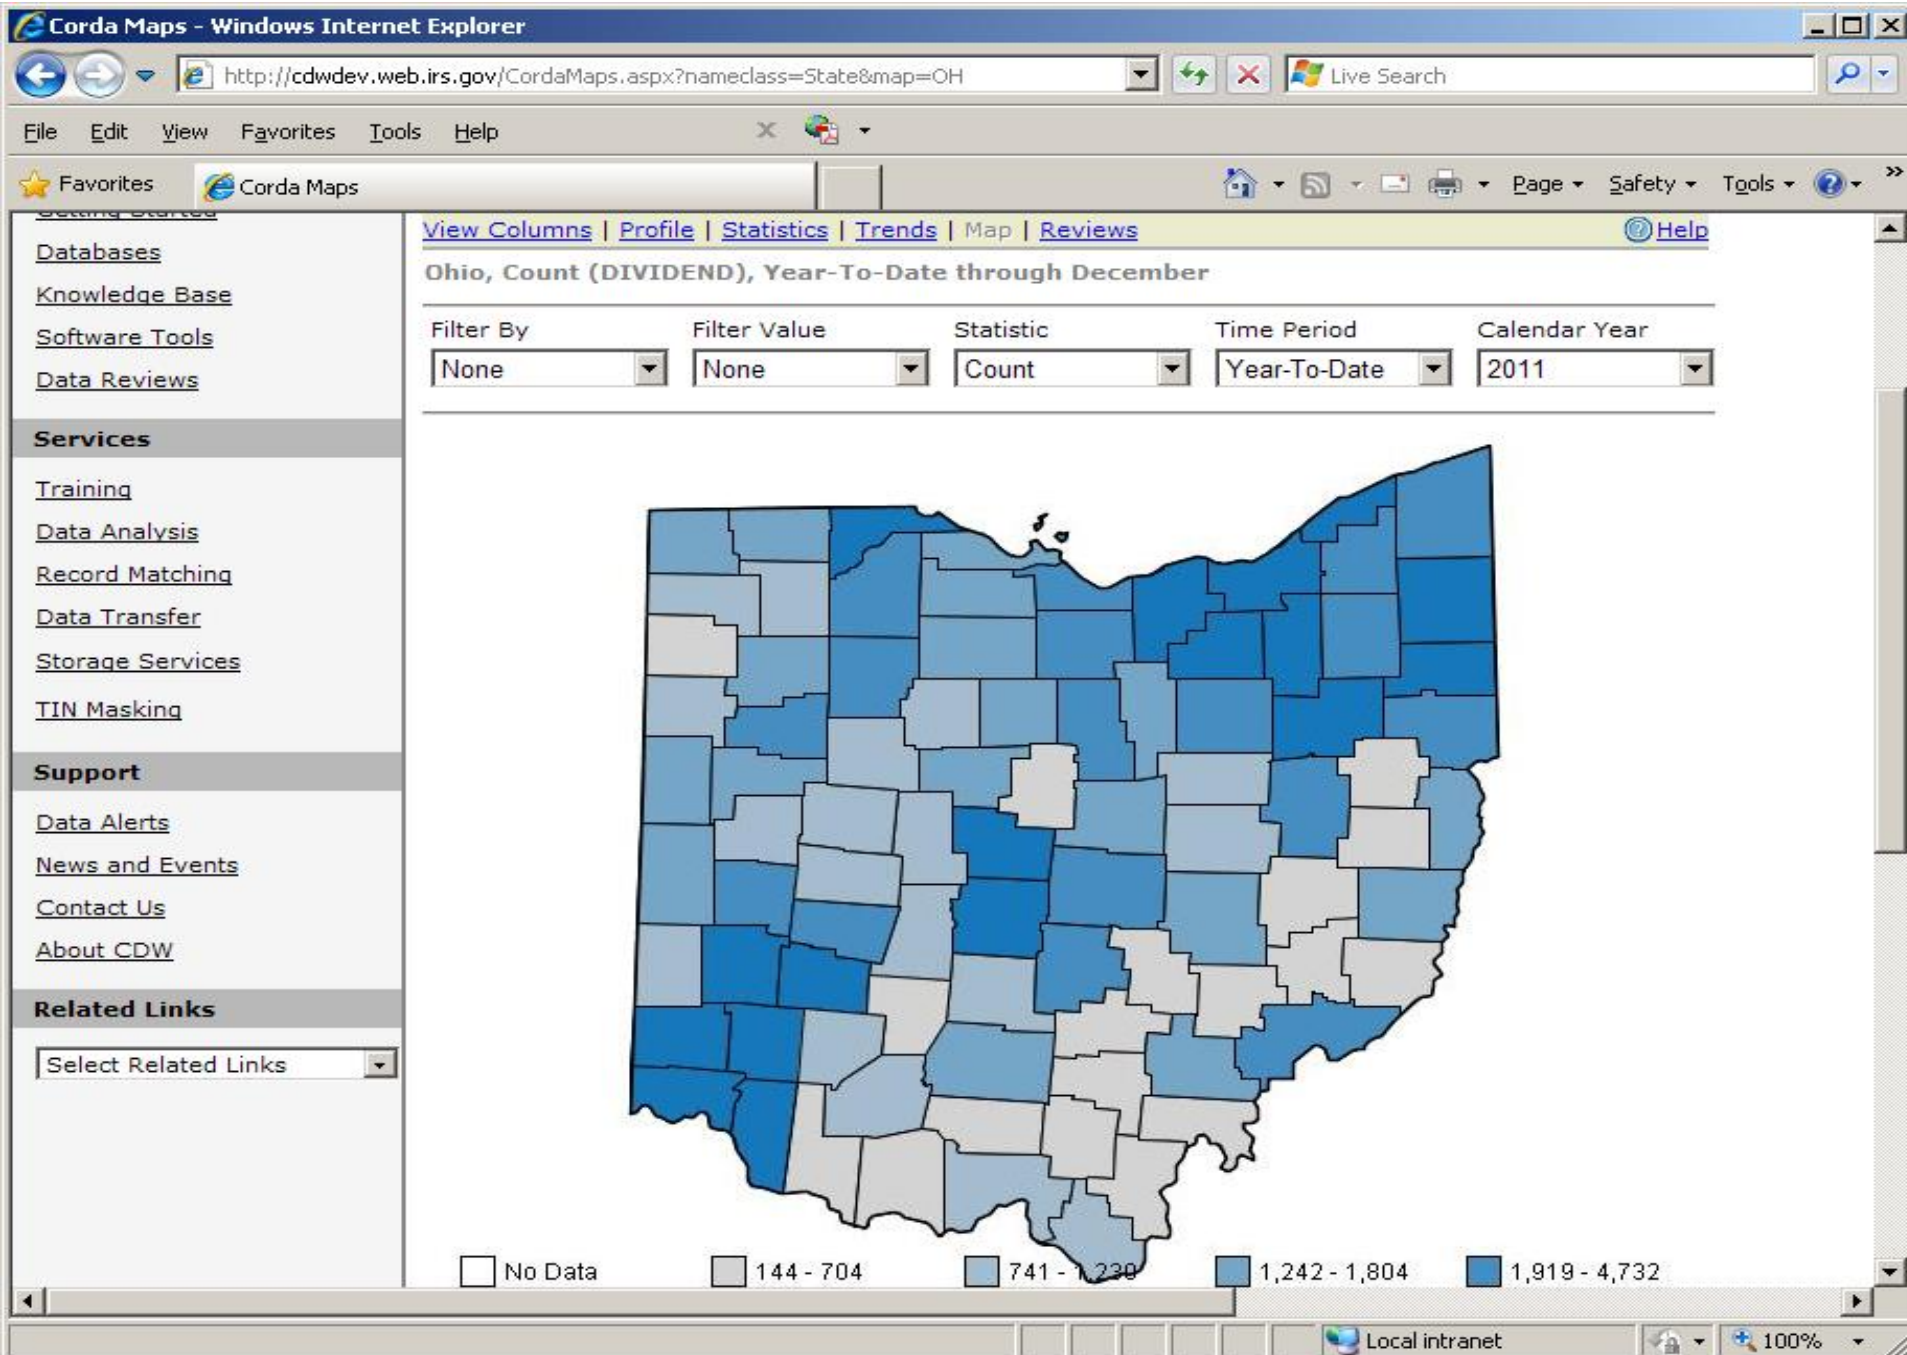 Corda Maps - Windows Internet Explorer
http://cdwdev.web.irs.gov/CordaMaps.aspx?nameclass=State&map=OH
Live Search
File Edit View Favorites Tools Help
Favorites
Corda Maps
Page Safety Tools
Getting Started
Databases
Knowledge Base
Software Tools
Data Reviews
Services
Training
Data Analysis
Record Matching
Data Transfer
Storage Services
TIN Masking
Support
Data Alerts
News and Events
Contact Us
About CDW
Related Links
Select Related Links
View Columns | Profile | Statistics | Trends | Map | Reviews
Help
Ohio, Count (DIVIDEND), Year-To-Date through December
Filter By Filter Value Statistic Time Period Calendar Year
None None Count Year-To-Date 2011
No Data 144 - 704 741 - 1,230 1,242 - 1,804 1,919 - 4,732
Local intranet
100%